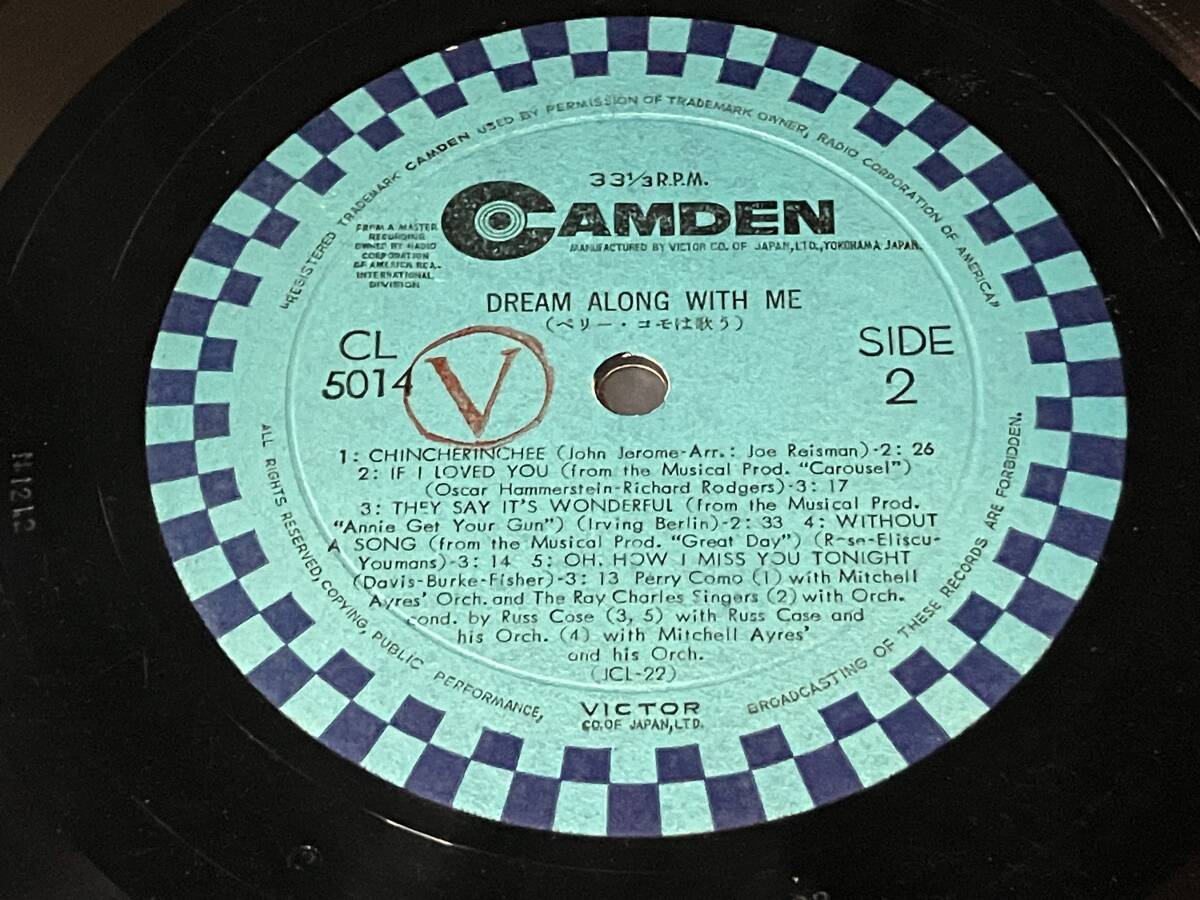 "REGISTERED TRADEMARK CAMDEN USED BY PERMISSION OF TRADEMARK OWNER, RADIO CORPORATION OF AMERICA"
33⅓ R.P.M.
CAMDEN
MANUFACTURED BY VICTOR CO. OF JAPAN, LTD., YOKOHAMA JAPAN.
FROM A MASTER
RECORDING
OWNED BY RADIO
CORPORATION
OF AMERICA RCA.
INTERNATIONAL
DIVISION
DREAM ALONG WITH ME
(ペリー・コモは歌う)
CL
5014
V
SIDE
2
1: CHINCHERINCHEE (John Jerome-Arr.: Joe Reisman)-2: 26
2: IF I LOVED YOU (from the Musical Prod. "Carousel")
(Oscar Hammerstein-Richard Rodgers)-3: 17
3: THEY SAY IT'S WONDERFUL (from the Musical Prod.
"Annie Get Your Gun") (Irving Berlin)-2: 33 4: WITHOUT
A SONG (from the Musical Prod. "Great Day") (R-se-Eliscu-
Youmans)-3: 14 5: OH, HOW I MISS YOU TONIGHT
(Davis-Burke-Fisher)-3: 13 Perry Como (1) with Mitchell
Ayres' Orch. and The Ray Charles Singers (2) with Orch.
cond. by Russ Case (3, 5) with Russ Case and
his Orch. (4) with Mitchell Ayres'
and his Orch.
(JCL-22)
VICTOR
CO. OF JAPAN, LTD.
ALL RIGHTS RESERVED, COPYING, PUBLIC PERFORMANCE,
BROADCASTING OF THESE RECORDS ARE FORBIDDEN.